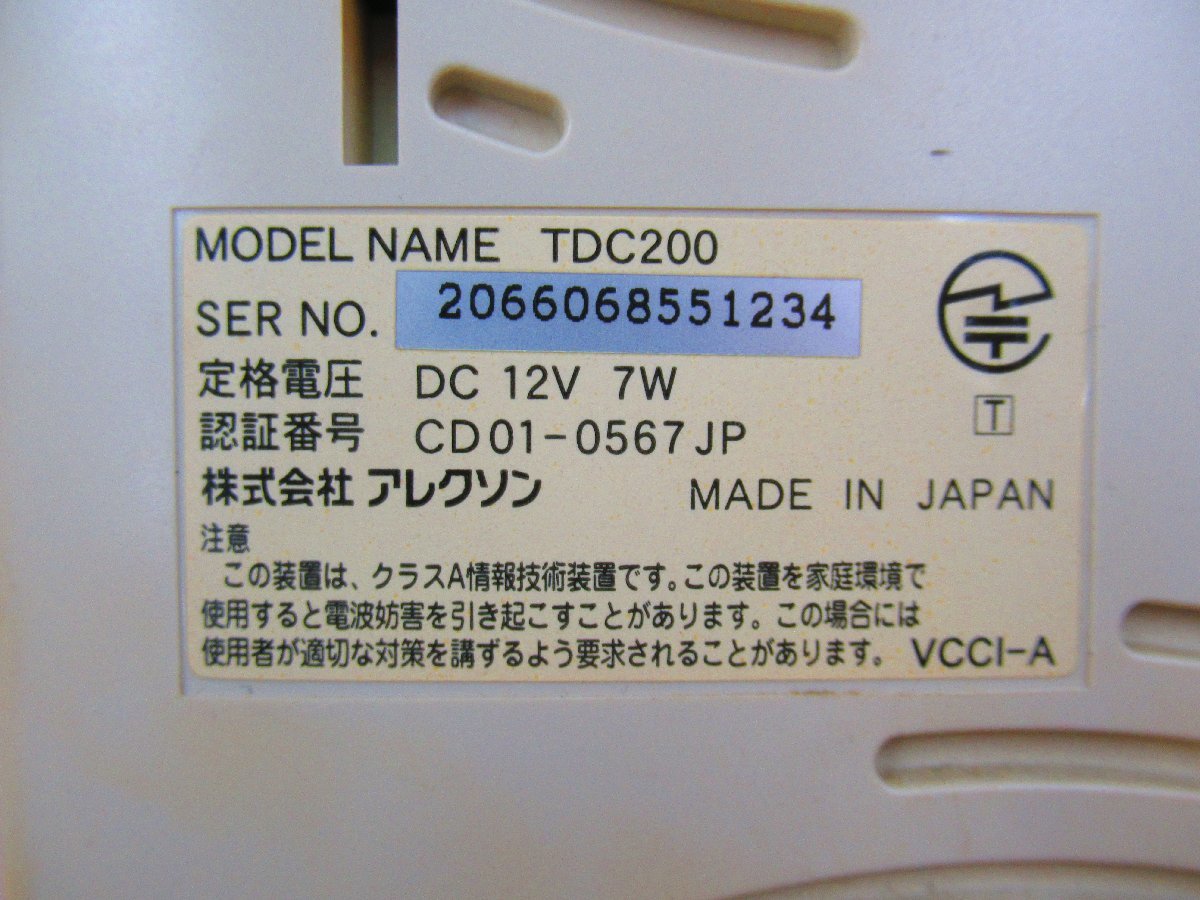 MODEL NAME TDC200
SER NO. 2066068551234
定格電圧 DC 12V 7W
認証番号 CD01-0567JP
株式会社 アレクソン MADE IN JAPAN
T
注意
この装置は、クラスA情報技術装置です。この装置を家庭環境で
使用すると電波妨害を引き起こすことがあります。この場合には
使用者が適切な対策を講ずるよう要求されることがあります。 VCCI-A